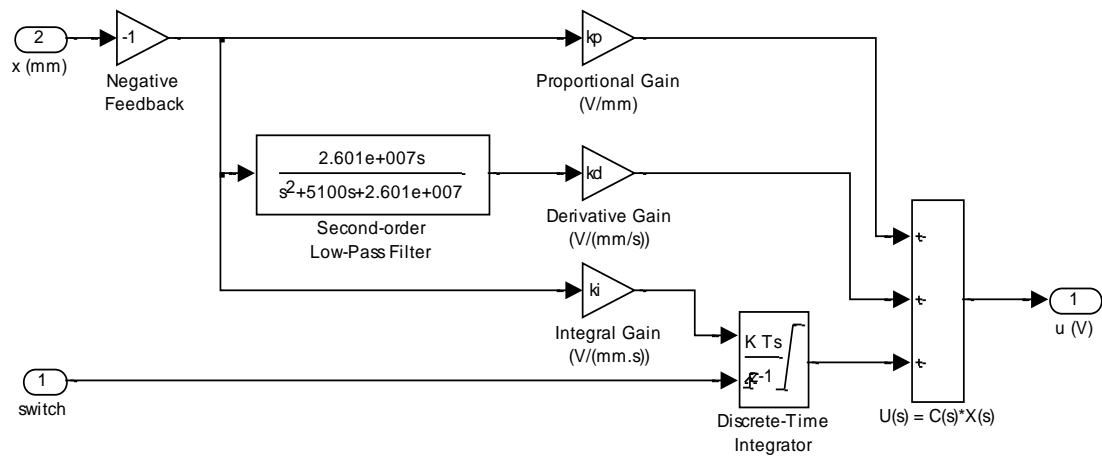 2
x (mm)
-1
Negative
Feedback
kp
Proportional Gain
(V/mm)
2.601e+007s
s2+5100s+2.601e+007
Second-order
Low-Pass Filter
kd
Derivative Gain
(V/(mm/s))
ki
Integral Gain
(V/(mm.s))
1
switch
K Ts
z-1
Discrete-Time
Integrator
+
+
+
U(s) = C(s)*X(s)
1
u (V)